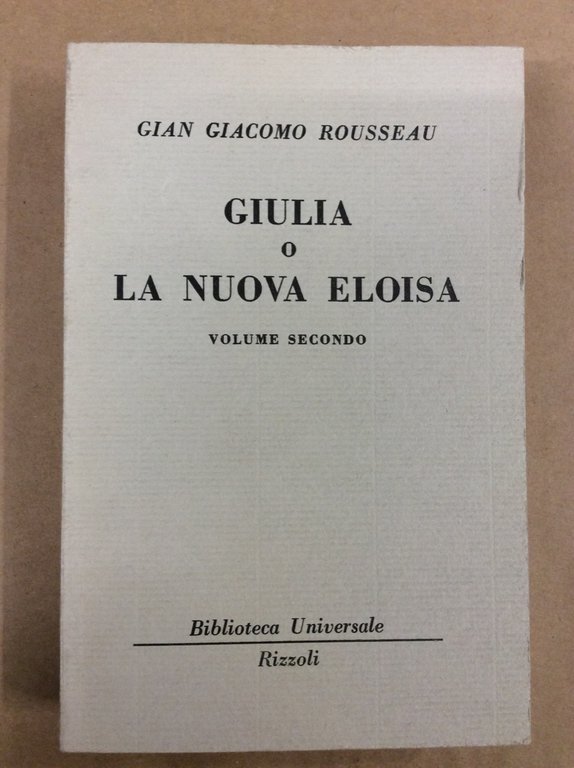 GIAN GIACOMO ROUSSEAU
GIULIA
O
LA NUOVA ELOISA
VOLUME SECONDO
Biblioteca Universale
Rizzoli